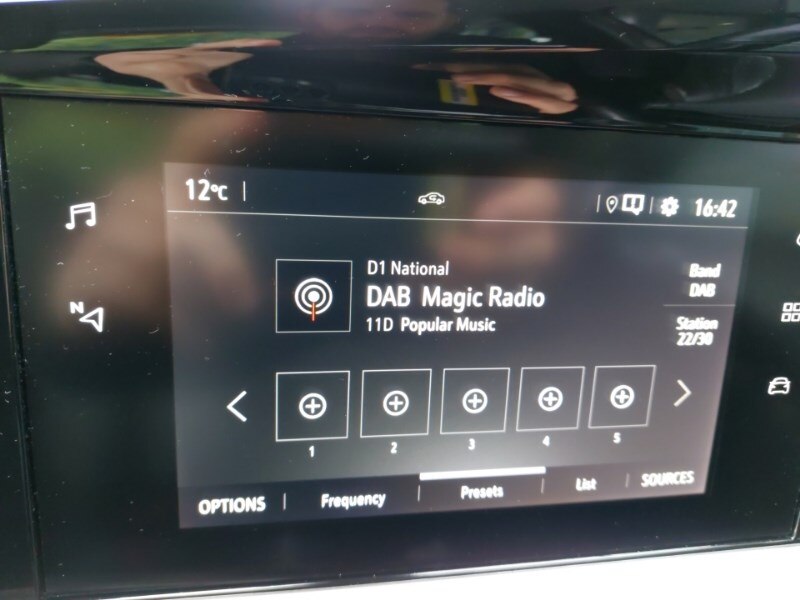 12°C
16:42
D1 National
DAB Magic Radio
11D Popular Music
Band
DAB
Station
22/30
N
1 2 3 4 5
OPTIONS Frequency Presets List SOURCES